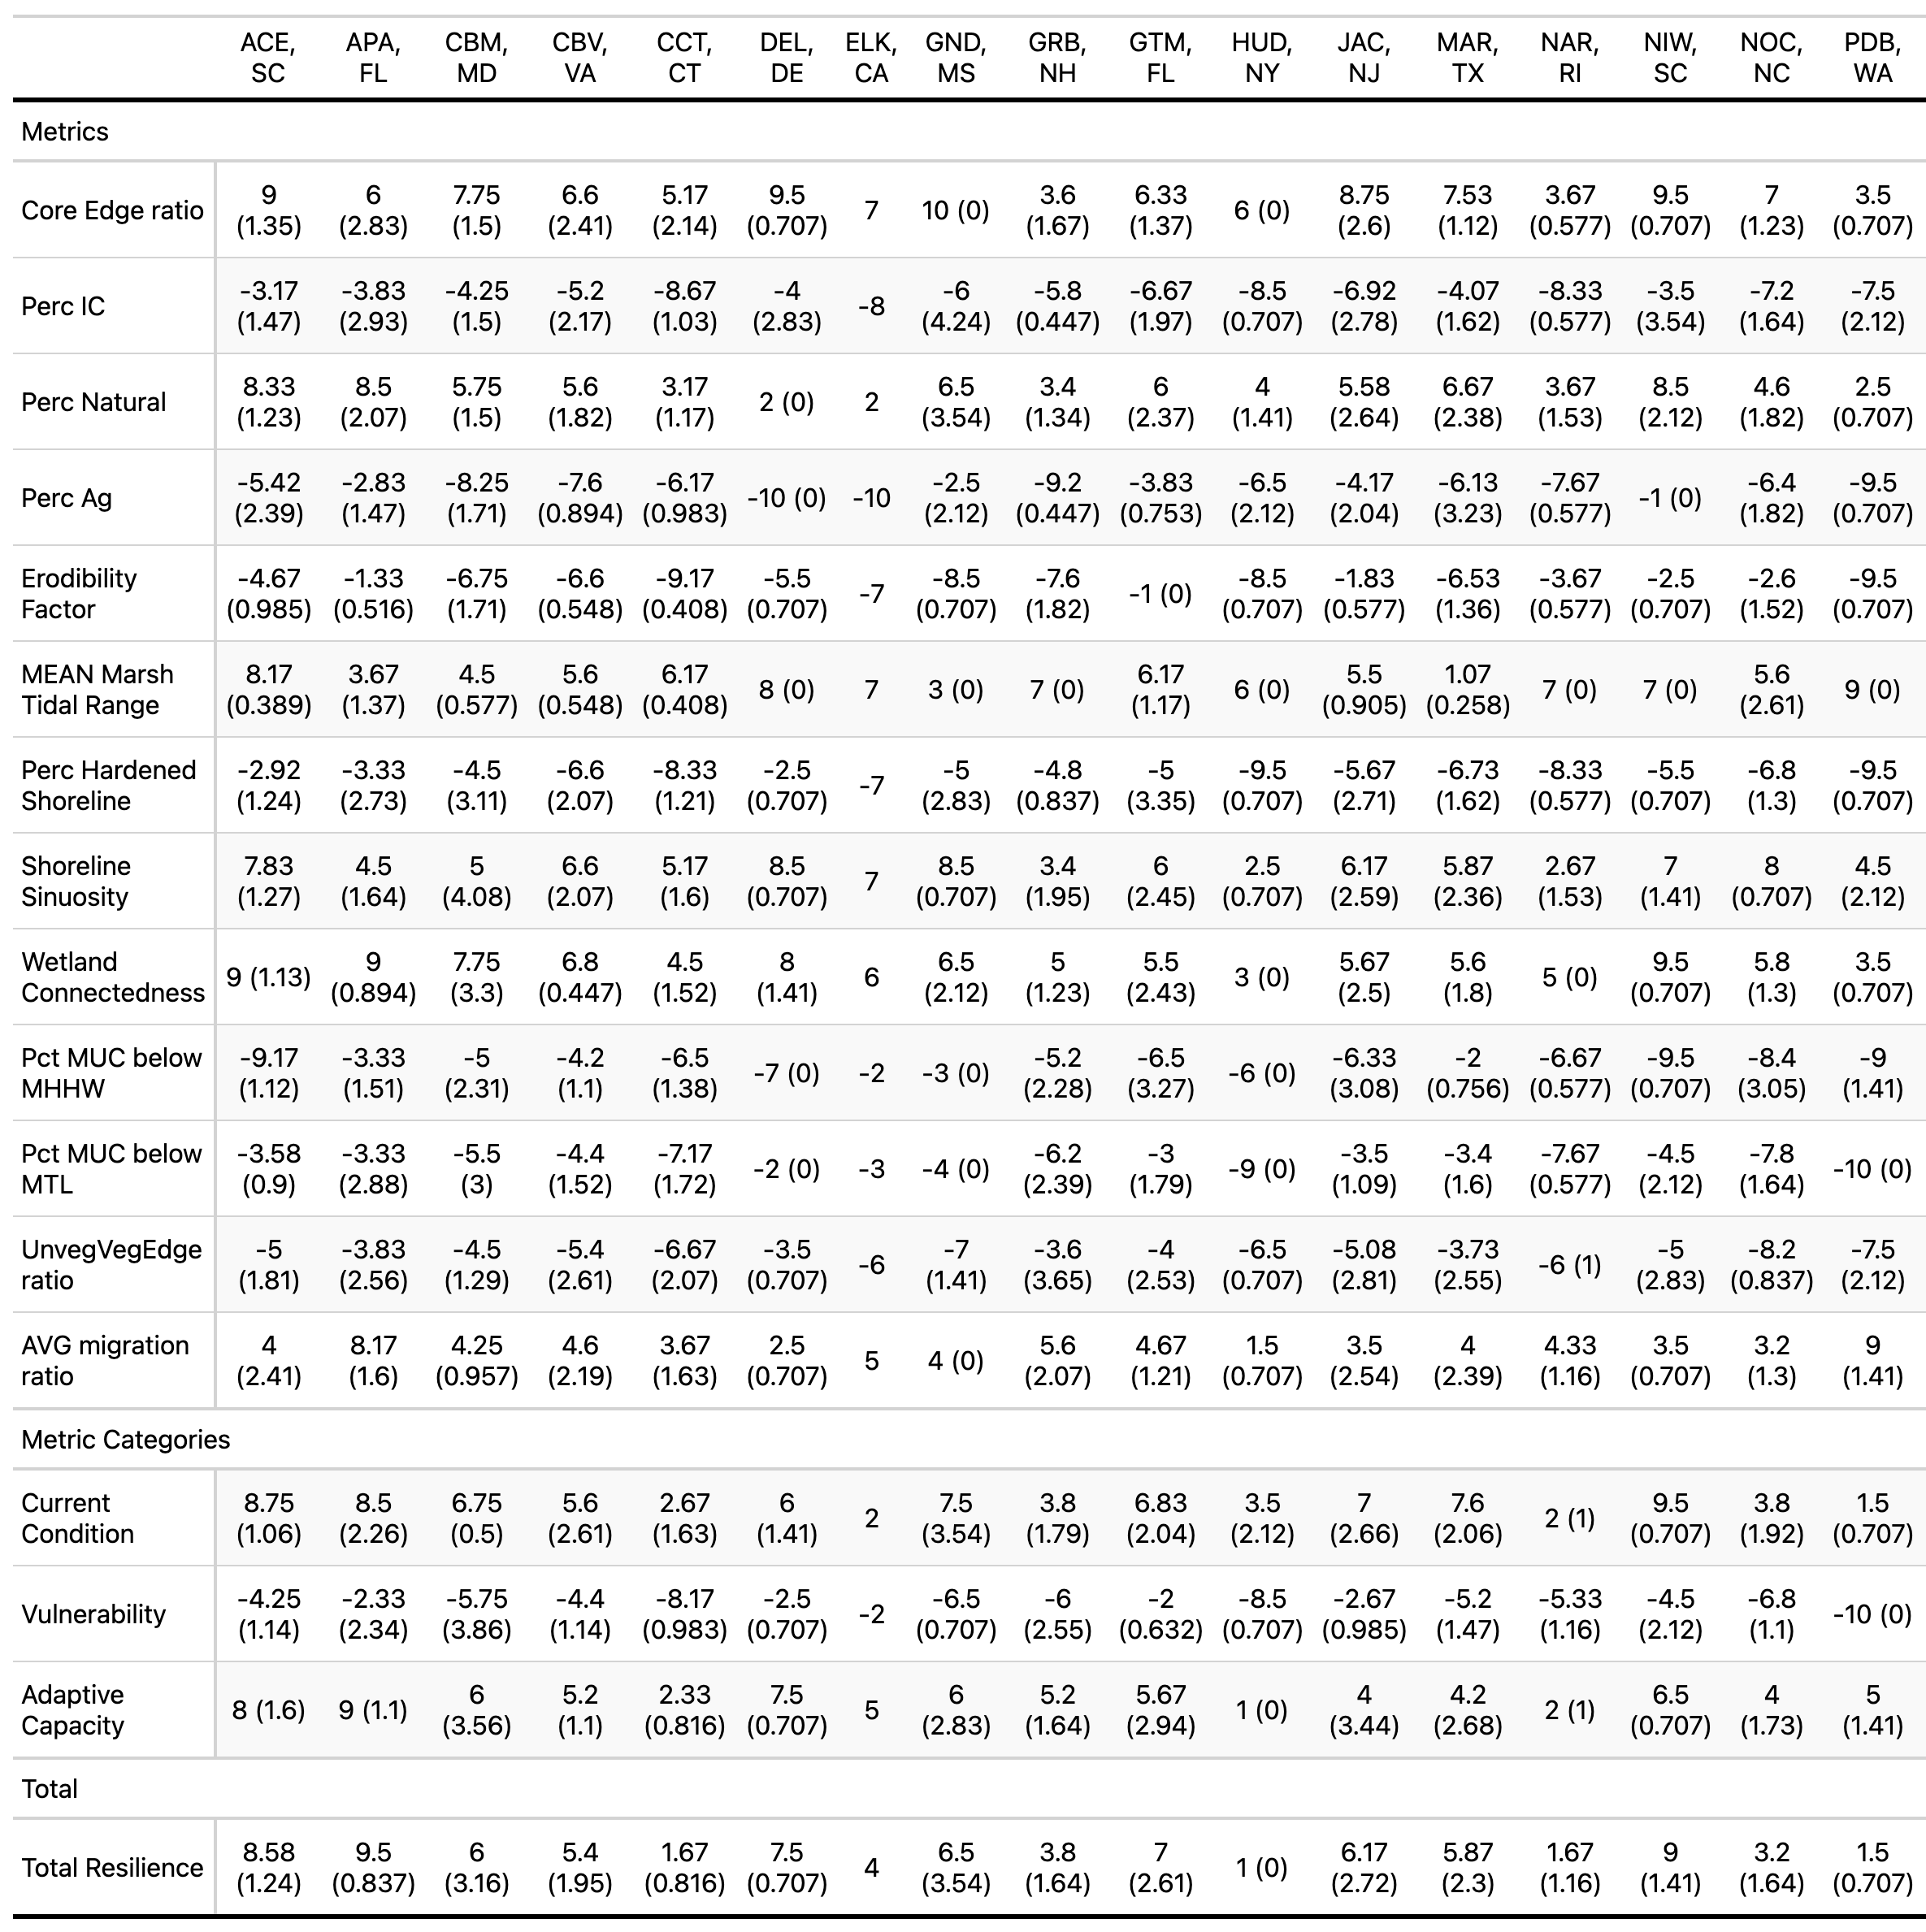 ACE, SC APA, FL CBM, MD CBV, VA CCT, CT DEL, DE ELK, CA GND, MS GRB, NH GTM, FL HUD, NY JAC, NJ MAR, TX NAR, RI NIW, SC NOC, NC PDB, WA
Metrics
Core Edge ratio 9 (1.35) 6 (2.83) 7.75 (1.5) 6.6 (2.41) 5.17 (2.14) 9.5 (0.707) 7 10 (0) 3.6 (1.67) 6.33 (1.37) 6 (0) 8.75 (2.6) 7.53 (1.12) 3.67 (0.577) 9.5 (0.707) 7 (1.23) 3.5 (0.707)
Perc IC -3.17 (1.47) -3.83 (2.93) -4.25 (1.5) -5.2 (2.17) -8.67 (1.03) -4 (2.83) -8 -6 (4.24) -5.8 (0.447) -6.67 (1.97) -8.5 (0.707) -6.92 (2.78) -4.07 (1.62) -8.33 (0.577) -3.5 (3.54) -7.2 (1.64) -7.5 (2.12)
Perc Natural 8.33 (1.23) 8.5 (2.07) 5.75 (1.5) 5.6 (1.82) 3.17 (1.17) 2 (0) 2 6.5 (3.54) 3.4 (1.34) 6 (2.37) 4 (1.41) 5.58 (2.64) 6.67 (2.38) 3.67 (1.53) 8.5 (2.12) 4.6 (1.82) 2.5 (0.707)
Perc Ag -5.42 (2.39) -2.83 (1.47) -8.25 (1.71) -7.6 (0.894) -6.17 (0.983) -10 (0) -10 -2.5 (2.12) -9.2 (0.447) -3.83 (0.753) -6.5 (2.12) -4.17 (2.04) -6.13 (3.23) -7.67 (0.577) -1 (0) -6.4 (1.82) -9.5 (0.707)
Erodibility Factor -4.67 (0.985) -1.33 (0.516) -6.75 (1.71) -6.6 (0.548) -9.17 (0.408) -5.5 (0.707) -7 -8.5 (0.707) -7.6 (1.82) -1 (0) -8.5 (0.707) -1.83 (0.577) -6.53 (1.36) -3.67 (0.577) -2.5 (0.707) -2.6 (1.52) -9.5 (0.707)
MEAN Marsh Tidal Range 8.17 (0.389) 3.67 (1.37) 4.5 (0.577) 5.6 (0.548) 6.17 (0.408) 8 (0) 7 3 (0) 7 (0) 6.17 (1.17) 6 (0) 5.5 (0.905) 1.07 (0.258) 7 (0) 7 (0) 5.6 (2.61) 9 (0)
Perc Hardened Shoreline -2.92 (1.24) -3.33 (2.73) -4.5 (3.11) -6.6 (2.07) -8.33 (1.21) -2.5 (0.707) -7 -5 (2.83) -4.8 (0.837) -5 (3.35) -9.5 (0.707) -5.67 (2.71) -6.73 (1.62) -8.33 (0.577) -5.5 (0.707) -6.8 (1.3) -9.5 (0.707)
Shoreline Sinuosity 7.83 (1.27) 4.5 (1.64) 5 (4.08) 6.6 (2.07) 5.17 (1.6) 8.5 (0.707) 7 8.5 (0.707) 3.4 (1.95) 6 (2.45) 2.5 (0.707) 6.17 (2.59) 5.87 (2.36) 2.67 (1.53) 7 (1.41) 8 (0.707) 4.5 (2.12)
Wetland Connectedness 9 (1.13) 9 (0.894) 7.75 (3.3) 6.8 (0.447) 4.5 (1.52) 8 (1.41) 6 6.5 (2.12) 5 (1.23) 5.5 (2.43) 3 (0) 5.67 (2.5) 5.6 (1.8) 5 (0) 9.5 (0.707) 5.8 (1.3) 3.5 (0.707)
Pct MUC below MHHW -9.17 (1.12) -3.33 (1.51) -5 (2.31) -4.2 (1.1) -6.5 (1.38) -7 (0) -2 -3 (0) -5.2 (2.28) -6.5 (3.27) -6 (0) -6.33 (3.08) -2 (0.756) -6.67 (0.577) -9.5 (0.707) -8.4 (3.05) -9 (1.41)
Pct MUC below MTL -3.58 (0.9) -3.33 (2.88) -5.5 (3) -4.4 (1.52) -7.17 (1.72) -2 (0) -3 -4 (0) -6.2 (2.39) -3 (1.79) -9 (0) -3.5 (1.09) -3.4 (1.6) -7.67 (0.577) -4.5 (2.12) -7.8 (1.64) -10 (0)
UnvegVegEdge ratio -5 (1.81) -3.83 (2.56) -4.5 (1.29) -5.4 (2.61) -6.67 (2.07) -3.5 (0.707) -6 -7 (1.41) -3.6 (3.65) -4 (2.53) -6.5 (0.707) -5.08 (2.81) -3.73 (2.55) -6 (1) -5 (2.83) -8.2 (0.837) -7.5 (2.12)
AVG migration ratio 4 (2.41) 8.17 (1.6) 4.25 (0.957) 4.6 (2.19) 3.67 (1.63) 2.5 (0.707) 5 4 (0) 5.6 (2.07) 4.67 (1.21) 1.5 (0.707) 3.5 (2.54) 4 (2.39) 4.33 (1.16) 3.5 (0.707) 3.2 (1.3) 9 (1.41)
Metric Categories
Current Condition 8.75 (1.06) 8.5 (2.26) 6.75 (0.5) 5.6 (2.61) 2.67 (1.63) 6 (1.41) 2 7.5 (3.54) 3.8 (1.79) 6.83 (2.04) 3.5 (2.12) 7 (2.66) 7.6 (2.06) 2 (1) 9.5 (0.707) 3.8 (1.92) 1.5 (0.707)
Vulnerability -4.25 (1.14) -2.33 (2.34) -5.75 (3.86) -4.4 (1.14) -8.17 (0.983) -2.5 (0.707) -2 -6.5 (0.707) -6 (2.55) -2 (0.632) -8.5 (0.707) -2.67 (0.985) -5.2 (1.47) -5.33 (1.16) -4.5 (2.12) -6.8 (1.1) -10 (0)
Adaptive Capacity 8 (1.6) 9 (1.1) 6 (3.56) 5.2 (1.1) 2.33 (0.816) 7.5 (0.707) 5 6 (2.83) 5.2 (1.64) 5.67 (2.94) 1 (0) 4 (3.44) 4.2 (2.68) 2 (1) 6.5 (0.707) 4 (1.73) 5 (1.41)
Total
Total Resilience 8.58 (1.24) 9.5 (0.837) 6 (3.16) 5.4 (1.95) 1.67 (0.816) 7.5 (0.707) 4 6.5 (3.54) 3.8 (1.64) 7 (2.61) 1 (0) 6.17 (2.72) 5.87 (2.3) 1.67 (1.16) 9 (1.41) 3.2 (1.64) 1.5 (0.707)